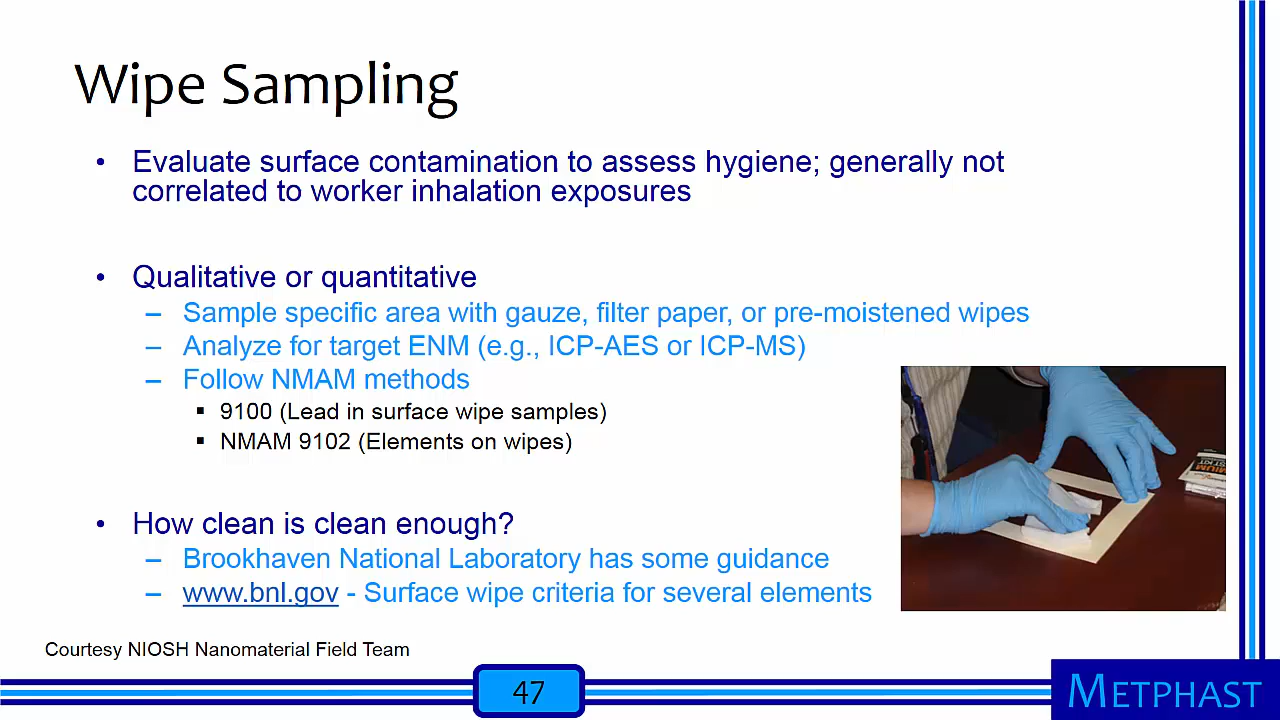 Wipe Sampling
• Evaluate surface contamination to assess hygiene; generally not
correlated to worker inhalation exposures
• Qualitative or quantitative
– Sample specific area with gauze, filter paper, or pre-moistened wipes
– Analyze for target ENM (e.g., ICP-AES or ICP-MS)
– Follow NMAM methods
▪ 9100 (Lead in surface wipe samples)
▪ NMAM 9102 (Elements on wipes)
• How clean is clean enough?
– Brookhaven National Laboratory has some guidance
– www.bnl.gov - Surface wipe criteria for several elements
Courtesy NIOSH Nanomaterial Field Team
47
METPHAST